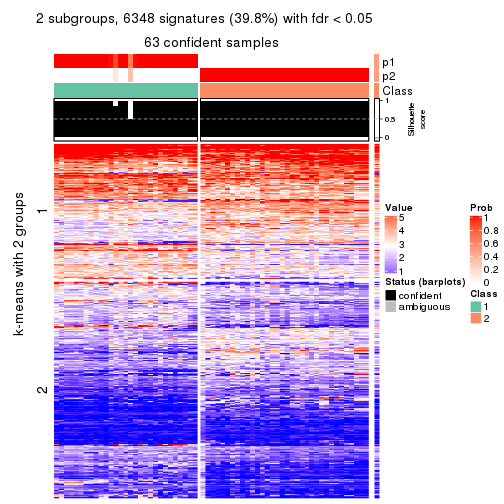 2 subgroups, 6348 signatures (39.8%) with fdr < 0.05
63 confident samples
p1
p2
Class
1
0.5
0
Silhouette
score
k-means with 2 groups
1
2
Value
5
4
3
2
1
Status (barplots)
confident
ambiguous
Prob
1
0.8
0.6
0.4
0.2
0
Class
1
2